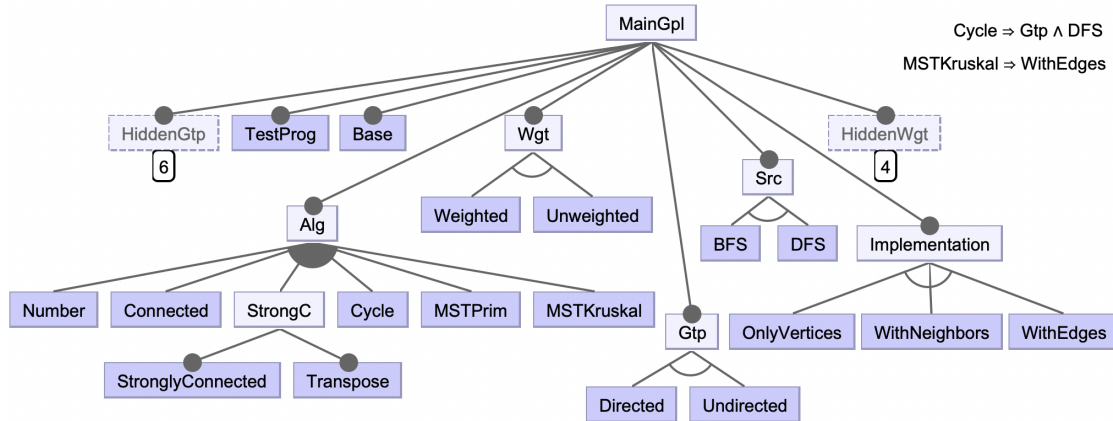 MainGpl
Cycle ⇒ Gtp ∧ DFS
MSTKruskal ⇒ WithEdges
HiddenGtp
TestProg
Base
Wgt
HiddenWgt
6
4
Src
Weighted
Unweighted
Alg
BFS
DFS
Implementation
Number
Connected
StrongC
Cycle
MSTPrim
MSTKruskal
Gtp
OnlyVertices
WithNeighbors
WithEdges
StronglyConnected
Transpose
Directed
Undirected